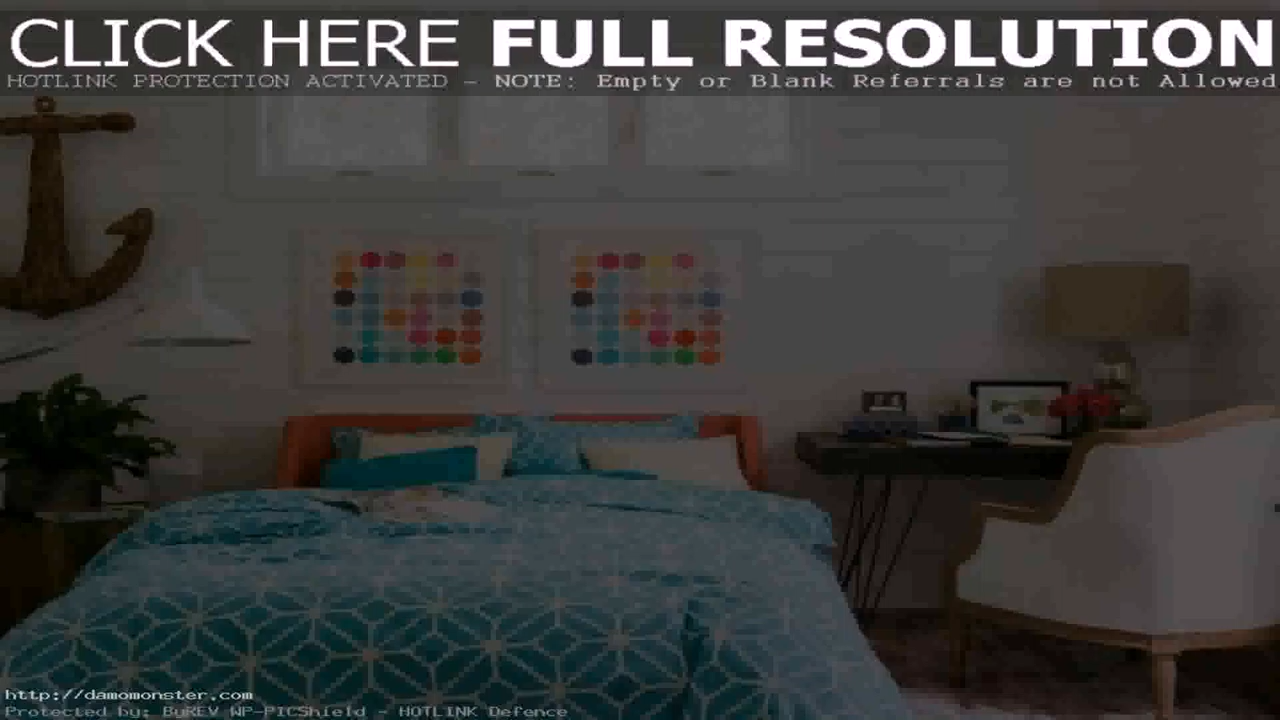 CLICK HERE FULL RESOLUTION
HOTLINK PROTECTION ACTIVATED - NOTE: Empty or Blank Referrals are not Allowed
http://damomonster.com
Protected by: ByREV WP-PICShield - HOTLINK Defence